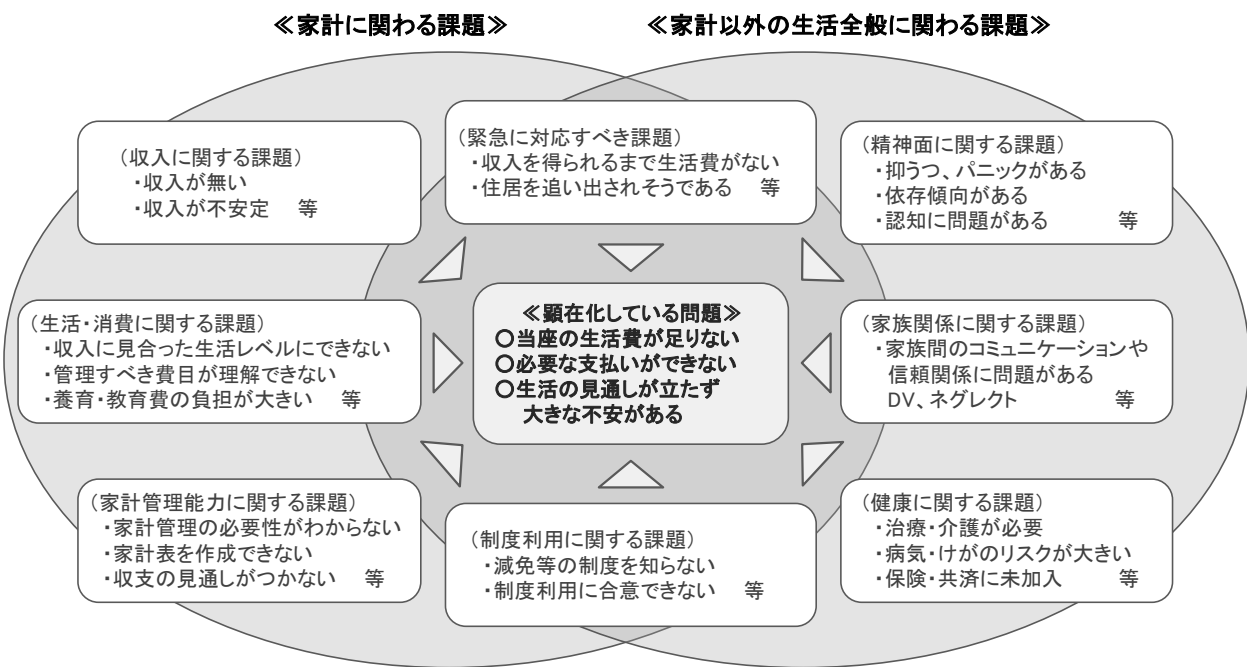 ≪家計に関わる課題≫
≪家計以外の生活全般に関わる課題≫
（収入に関する課題）
・収入が無い
・収入が不安定　等
（緊急に対応すべき課題）
・収入を得られるまで生活費がない
・住居を追い出されそうである　等
（精神面に関する課題）
・抑うつ、パニックがある
・依存傾向がある
・認知に問題がある　等
（生活・消費に関する課題）
・収入に見合った生活レベルにできない
・管理すべき費目が理解できない
・養育・教育費の負担が大きい　等
≪顕在化している問題≫
○当座の生活費が足りない
○必要な支払いができない
○生活の見通しが立たず
大きな不安がある
（家族関係に関する課題）
・家族間のコミュニケーションや
信頼関係に問題がある
DV、ネグレクト　等
（家計管理能力に関する課題）
・家計管理の必要性がわからない
・家計表を作成できない
・収支の見通しがつかない　等
（制度利用に関する課題）
・減免等の制度を知らない
・制度利用に合意できない　等
（健康に関する課題）
・治療・介護が必要
・病気・けがのリスクが大きい
・保険・共済に未加入　等